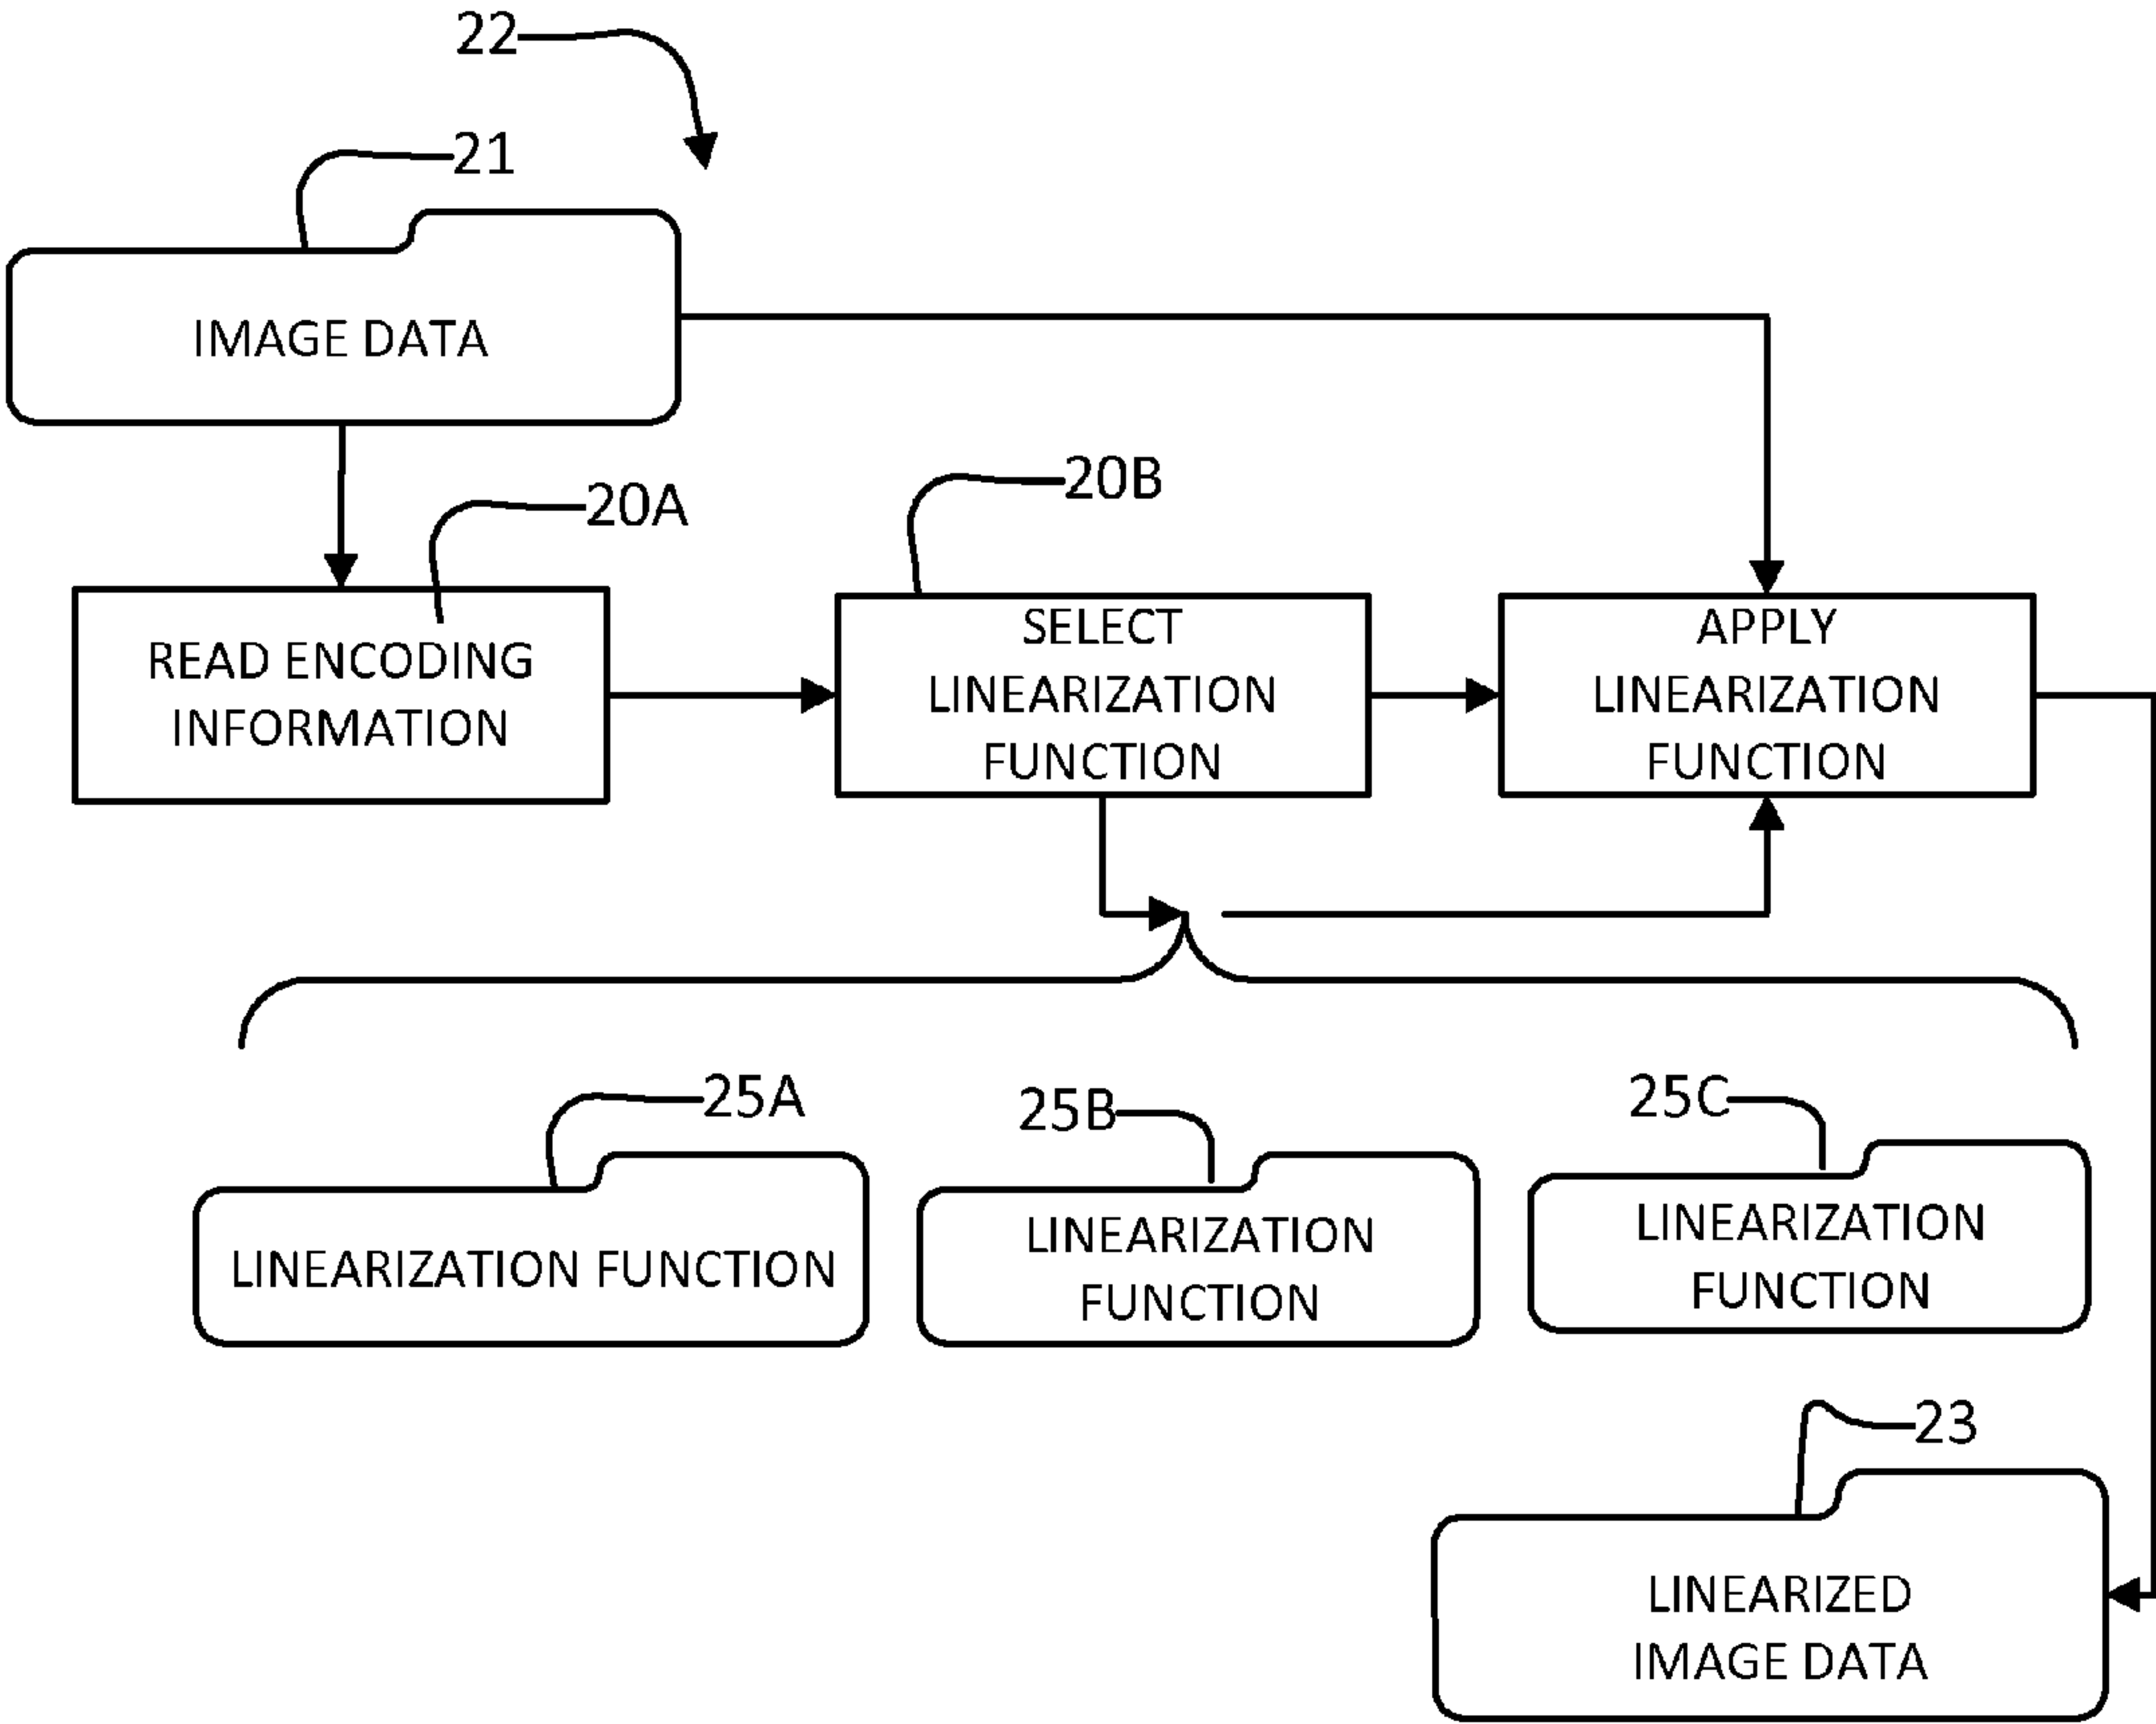 22
21
IMAGE DATA
20A
20B
READ ENCODING
INFORMATION
SELECT
LINEARIZATION
FUNCTION
APPLY
LINEARIZATION
FUNCTION
25A
25B
25C
LINEARIZATION FUNCTION
LINEARIZATION
FUNCTION
LINEARIZATION
FUNCTION
23
LINEARIZED
IMAGE DATA